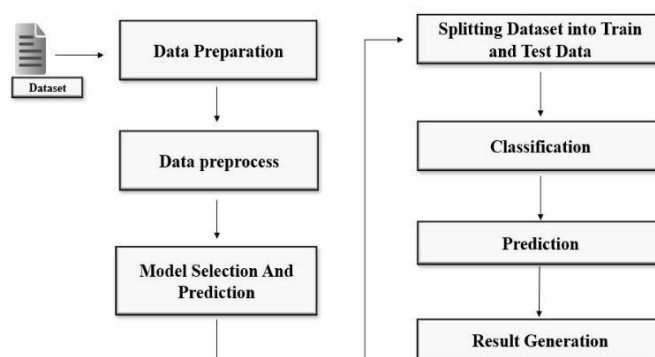 Dataset
Data Preparation
Data preprocess
Model Selection And
Prediction
Splitting Dataset into Train
and Test Data
Classification
Prediction
Result Generation